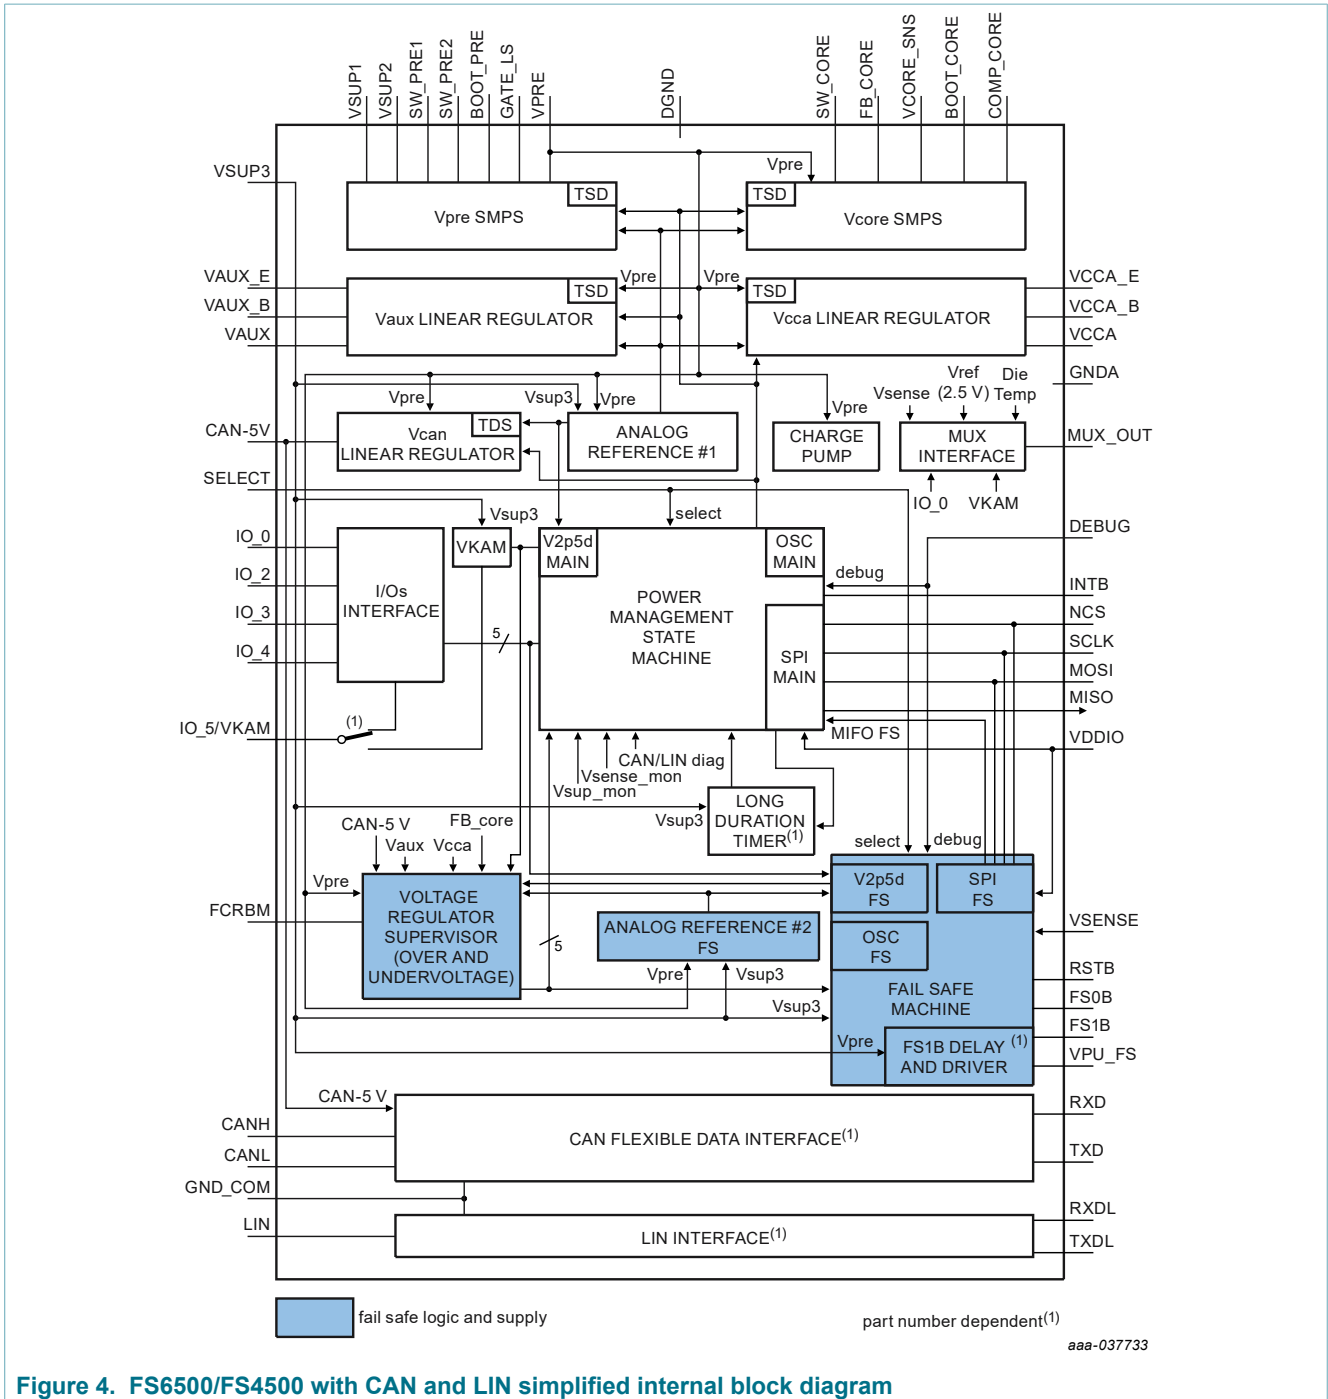 VSUP1
VSUP2
SW_PRE1
SW_PRE2
BOOT_PRE
GATE_LS
VPRE
DGND
SW_CORE
FB_CORE
VCORE_SNS
BOOT_CORE
COMP_CORE
VSUP3
Vpre
TSD
Vpre SMPS
TSD
Vcore SMPS
VAUX_E
VAUX_B
VAUX
Vpre
Vpre
TSD
Vaux LINEAR REGULATOR
TSD
Vcca LINEAR REGULATOR
VCCA_E
VCCA_B
VCCA
GNDA
Vpre
Vsup3
Vpre
Vpre
Vsense
Vref
(2.5 V)
Die
Temp
CAN-5V
Vcan
LINEAR REGULATOR
TDS
ANALOG
REFERENCE #1
CHARGE
PUMP
MUX
INTERFACE
MUX_OUT
SELECT
IO_0
VKAM
Vsup3
select
DEBUG
IO_0
IO_2
IO_3
IO_4
I/Os
INTERFACE
VKAM
V2p5d
MAIN
OSC
MAIN
debug
INTB
NCS
SCLK
MOSI
MISO
5
POWER
MANAGEMENT
STATE
MACHINE
SPI
MAIN
IO_5/VKAM
(1)
MIFO FS
VDDIO
CAN/LIN diag
Vsense_mon
Vsup_mon
Vsup3
LONG
DURATION
TIMER(1)
CAN-5 V
Vaux
Vcca
FB_core
select
debug
Vpre
FCRBM
VOLTAGE
REGULATOR
SUPERVISOR
(OVER AND
UNDERVOLTAGE)
V2p5d
FS
SPI
FS
ANALOG REFERENCE #2
FS
OSC
FS
VSENSE
5
Vpre
Vsup3
Vsup3
FAIL SAFE
MACHINE
RSTB
FS0B
FS1B
VPU_FS
Vpre
FS1B DELAY (1)
AND DRIVER
CAN-5 V
CANH
CANL
GND_COM
LIN
CAN FLEXIBLE DATA INTERFACE(1)
RXD
TXD
LIN INTERFACE(1)
RXDL
TXDL
fail safe logic and supply
part number dependent(1)
aaa-037733
Figure 4. FS6500/FS4500 with CAN and LIN simplified internal block diagram